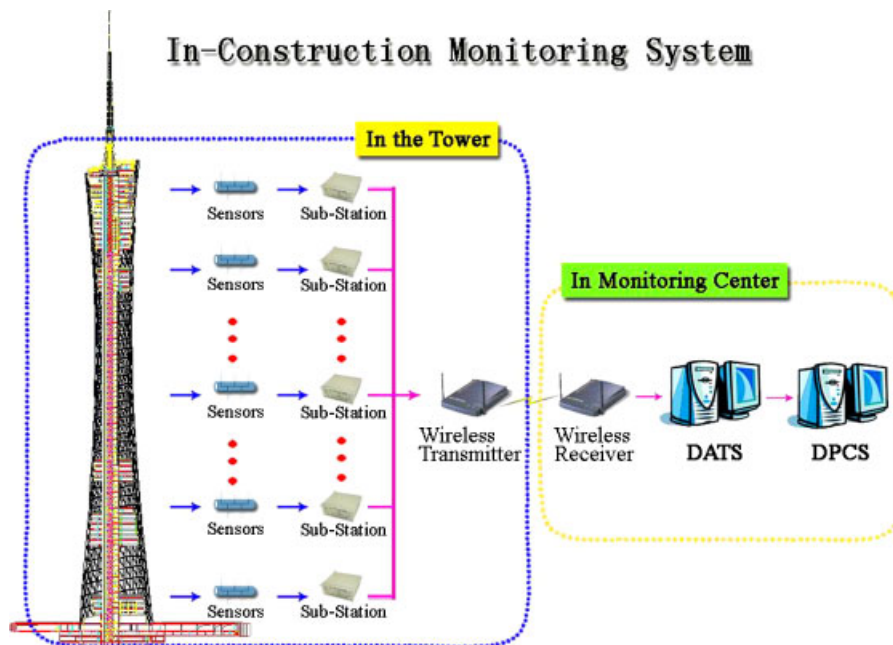 In-Construction Monitoring System
In the Tower
Sensors
Sub-Station
Sensors
Sub-Station
In Monitoring Center
Sensors
Sub-Station
Wireless
Transmitter
Wireless
Receiver
DATS
DPCS
Sensors
Sub-Station
Sensors
Sub-Station